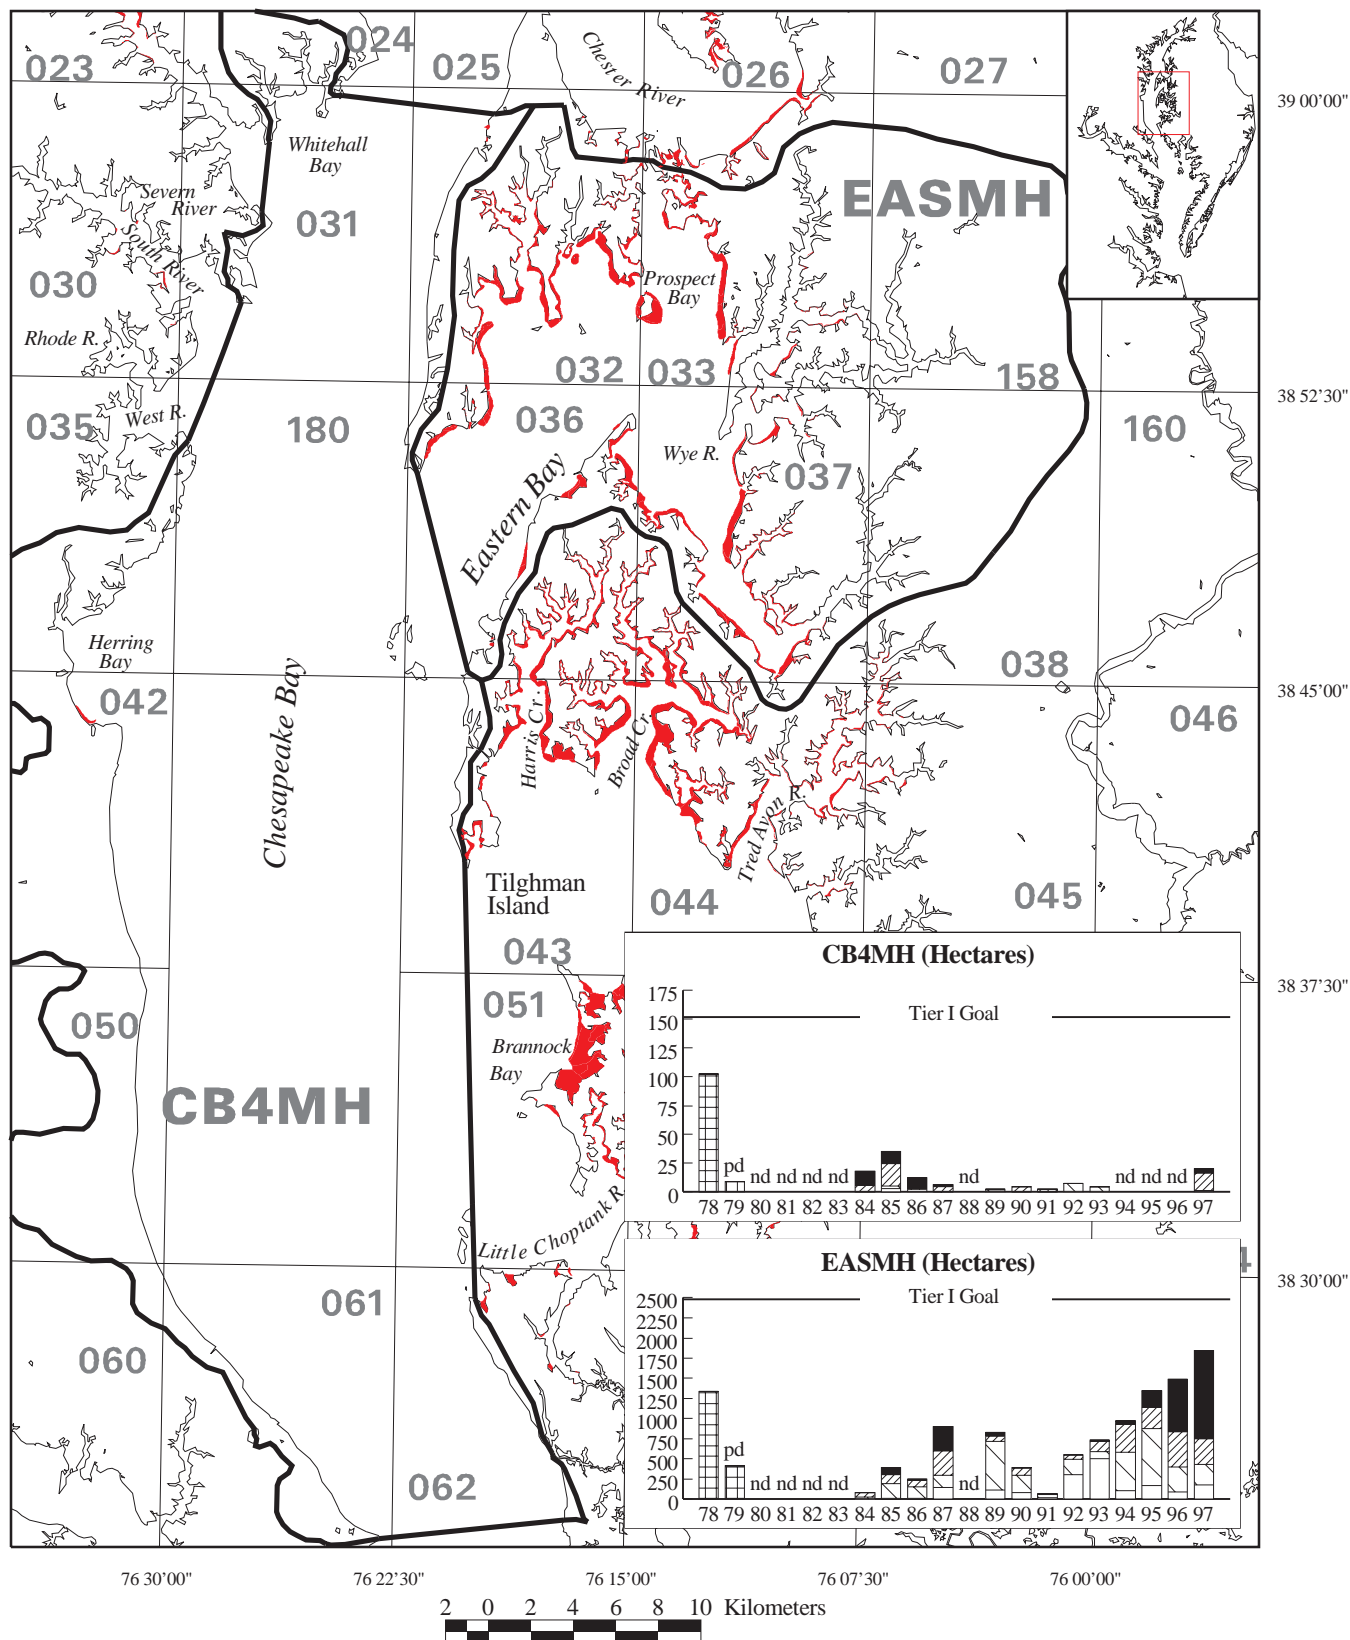 023
024
025
026
027
Chester River
39 00'00"
Whitehall
Bay
Severn
River
031
South River
EASMH
030
Prospect
Bay
Rhode R.
032
033
158
38 52'30"
035
West R.
180
036
160
Wye R.
037
Eastern Bay
Herring
Bay
038
38 45'00"
042
046
Chesapeake Bay
Harris Cr.
Broad Cr.
Tred Avon R.
Tilghman
Island
044
045
043
CB4MH (Hectares)
38 37'30"
051
050
175
150
125
100
75
50
25
0
Tier I Goal
Brannock
Bay
CB4MH
pd
nd nd nd nd
nd
nd nd nd
78 79 80 81 82 83 84 85 86 87 88 89 90 91 92 93 94 95 96 97
Little Choptank R.
EASMH (Hectares)
4
38 30'00"
061
2500
2250
2000
1750
1500
1250
1000
750
500
250
0
Tier I Goal
060
pd
nd nd nd nd
nd
062
78 79 80 81 82 83 84 85 86 87 88 89 90 91 92 93 94 95 96 97
76 30'00"
76 22'30"
76 15'00"
76 07'30"
76 00'00"
2 0 2 4 6 8 10 Kilometers